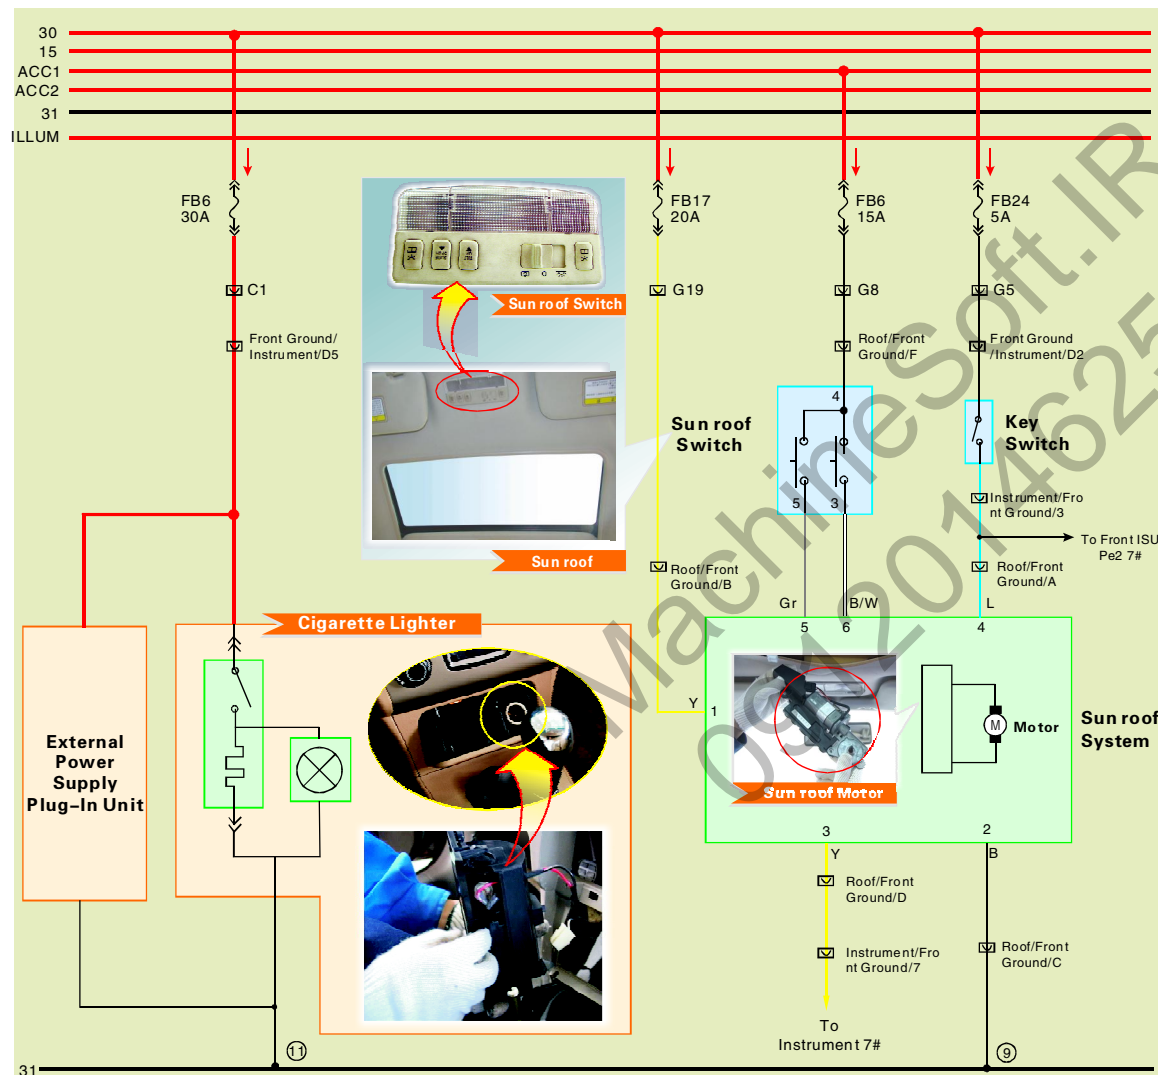 30
15
ACC1
ACC2
31
ILLUM
FB6
30A
FB17
20A
FB6
15A
FB24
5A
C1
G19
G8
G5
Sun roof Switch
Front Ground/
Instrument/D5
Roof/Front
Ground/F
Front Ground
/Instrument/D2
4
Sun roof
Switch
Key
Switch
5
3
Instrument/Fro
nt Ground/3
To Front ISU
Pe2 7#
Sun roof
Roof/Front
Ground/B
Roof/Front
Ground/A
Gr
B/W
L
5
6
4
Cigarette Lighter
Y
1
M
Motor
Sun roof
System
External
Power
Supply
Plug-In Unit
Sun roof Motor
3
2
Y
B
Roof/Front
Ground/D
Instrument/Fro
nt Ground/7
Roof/Front
Ground/C
To
Instrument 7#
11
9
31
MachineSoft.IR
0912014625